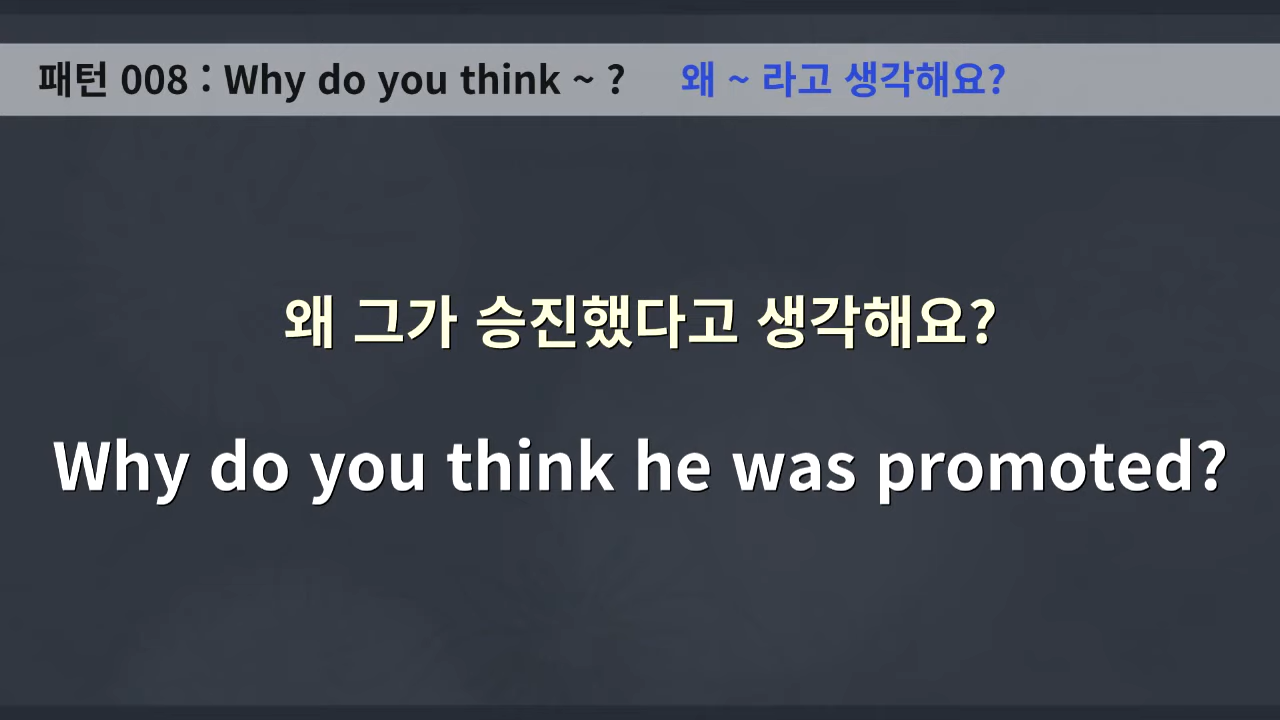 패턴 008 : Why do you think ~ ? 왜 ~ 라고 생각해요?
왜 그가 승진했다고 생각해요?
Why do you think he was promoted?